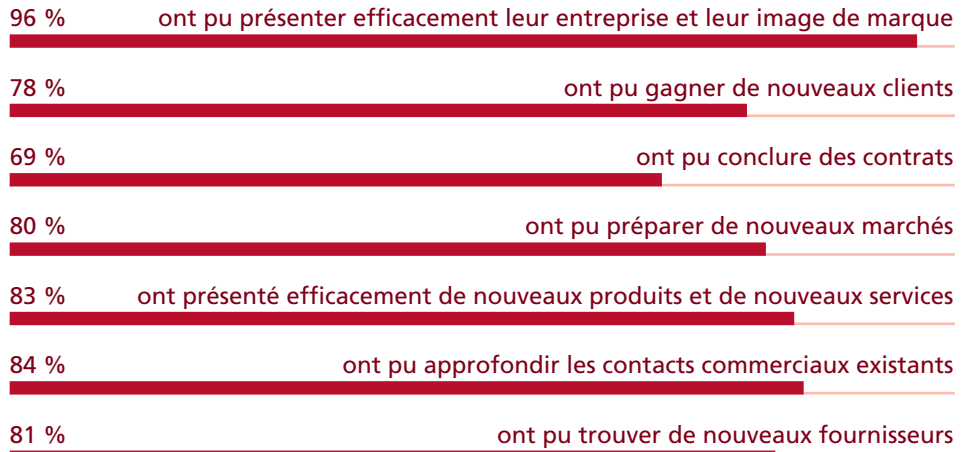 96 % ont pu présenter efficacement leur entreprise et leur image de marque
78 % ont pu gagner de nouveaux clients
69 % ont pu conclure des contrats
80 % ont pu préparer de nouveaux marchés
83 % ont présenté efficacement de nouveaux produits et de nouveaux services
84 % ont pu approfondir les contacts commerciaux existants
81 % ont pu trouver de nouveaux fournisseurs